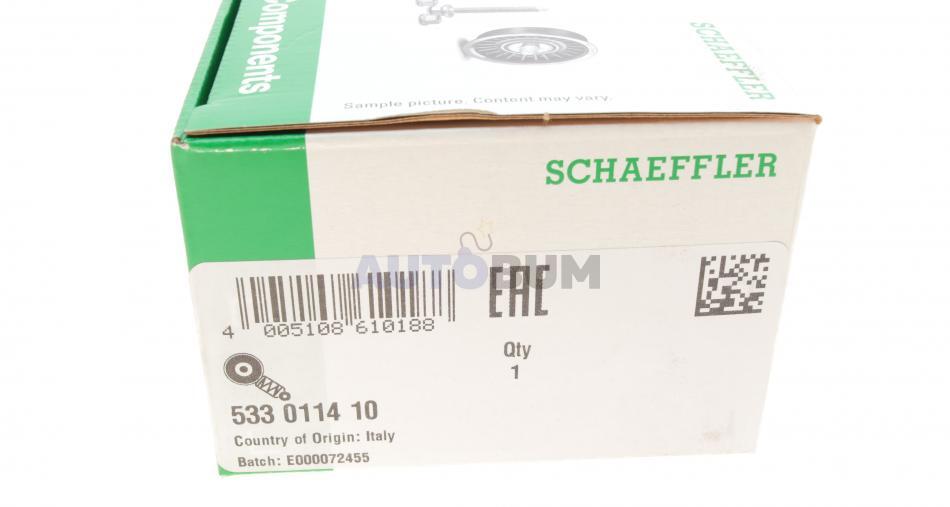 Components
SCHAEFFLER
Sample picture. Content may vary.
SCHAEFFLER
AUTOBUM
4 005108 610188
EAC
Qty
1
533 0114 10
Country of Origin: Italy
Batch: E000072455